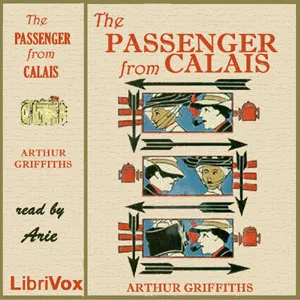 The
PASSENGER
from
CALAIS
ARTHUR
GRIFFITHS
read by
Arie
LibriVox
The
PASSENGER
from CALAIS
ARTHUR GRIFFITHS